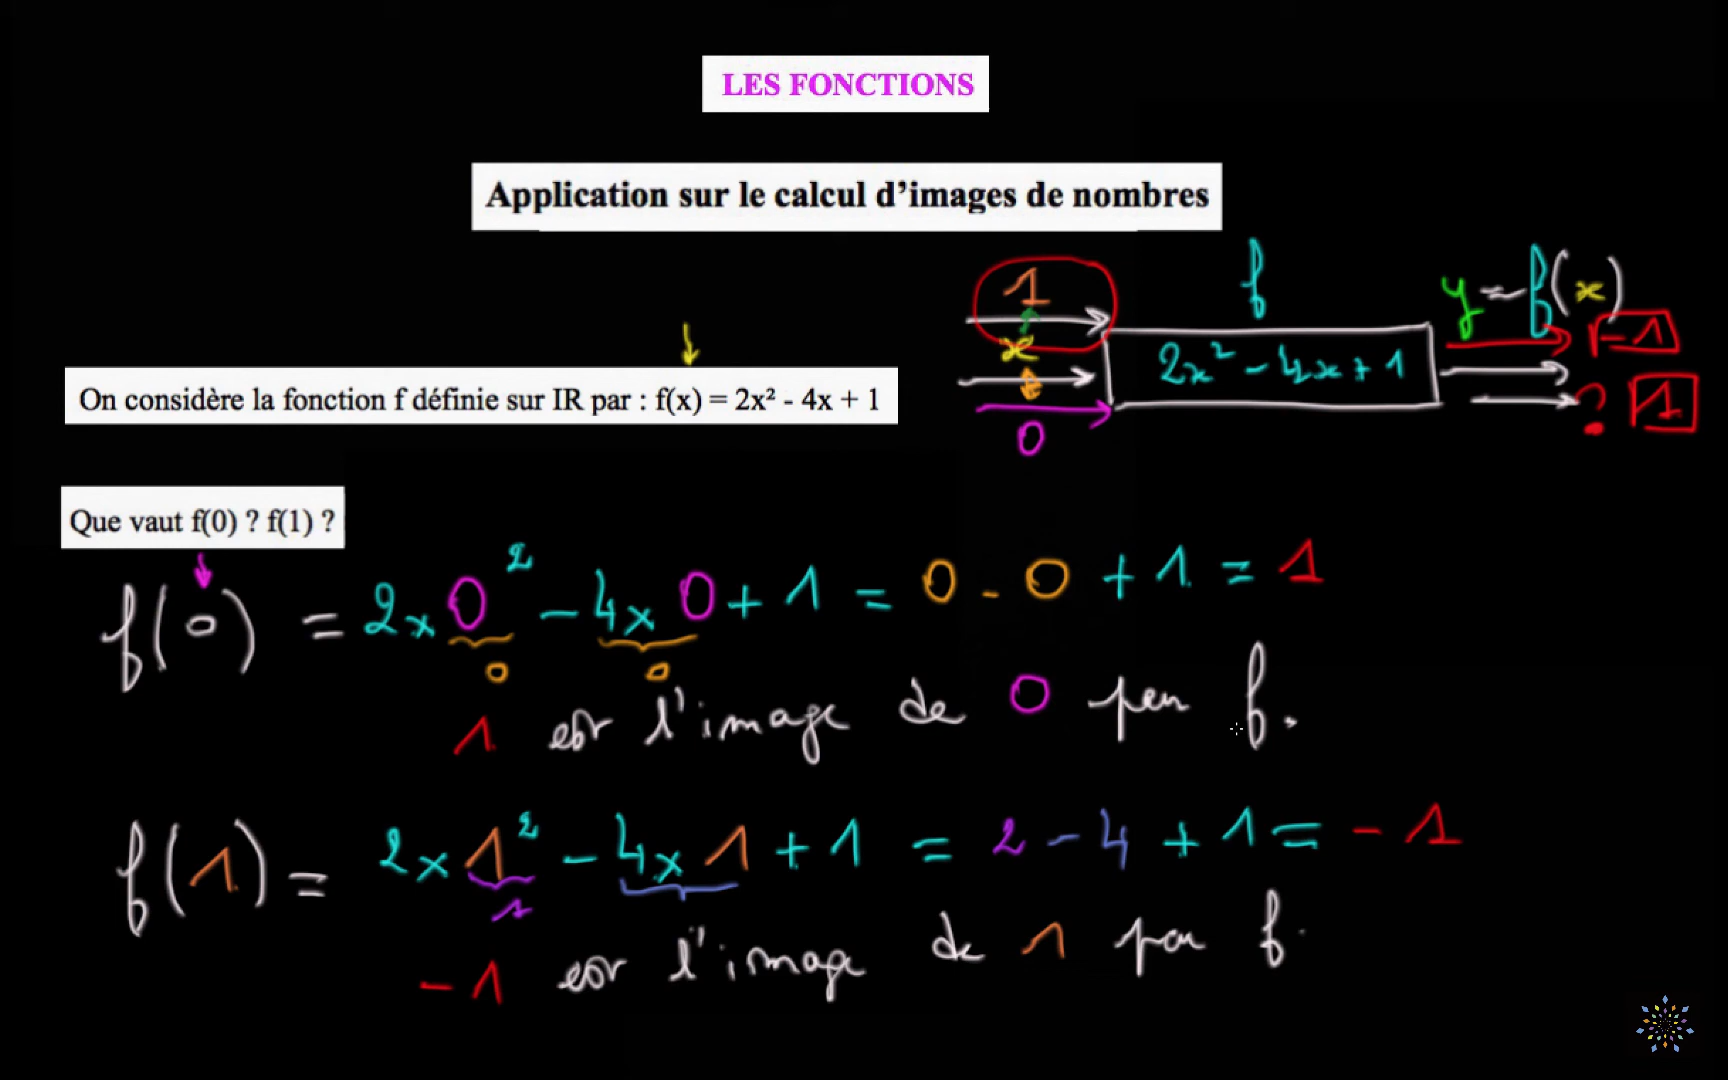 LES FONCTIONS
Application sur le calcul d'images de nombres
1 f y = f(x) -1
x 2x² - 4x + 1
0 ? 1
On considère la fonction f définie sur IR par : f(x) = 2x² - 4x + 1
Que vaut f(0) ? f(1) ?
f(0) = 2x0² - 4x0 + 1 = 0 - 0 + 1 = 1
0 0
1 est l'image de 0 par f.
f(1) = 2x1² - 4x1 + 1 = 2 - 4 + 1 = -1
1
-1 est l'image de 1 par f.